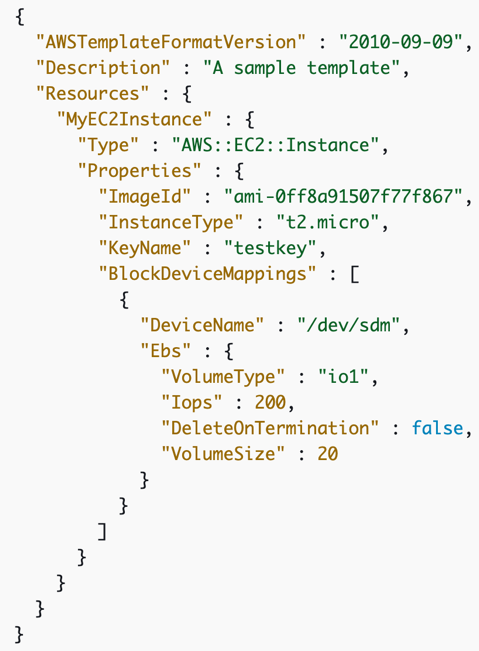 {
  "AWSTemplateFormatVersion" : "2010-09-09",
  "Description" : "A sample template",
  "Resources" : {
    "MyEC2Instance" : {
      "Type" : "AWS::EC2::Instance",
      "Properties" : {
        "ImageId" : "ami-0ff8a91507f77f867",
        "InstanceType" : "t2.micro",
        "KeyName" : "testkey",
        "BlockDeviceMappings" : [
          {
            "DeviceName" : "/dev/sdm",
            "Ebs" : {
              "VolumeType" : "io1",
              "Iops" : 200,
              "DeleteOnTermination" : false,
              "VolumeSize" : 20
            }
          }
        ]
      }
    }
  }
}